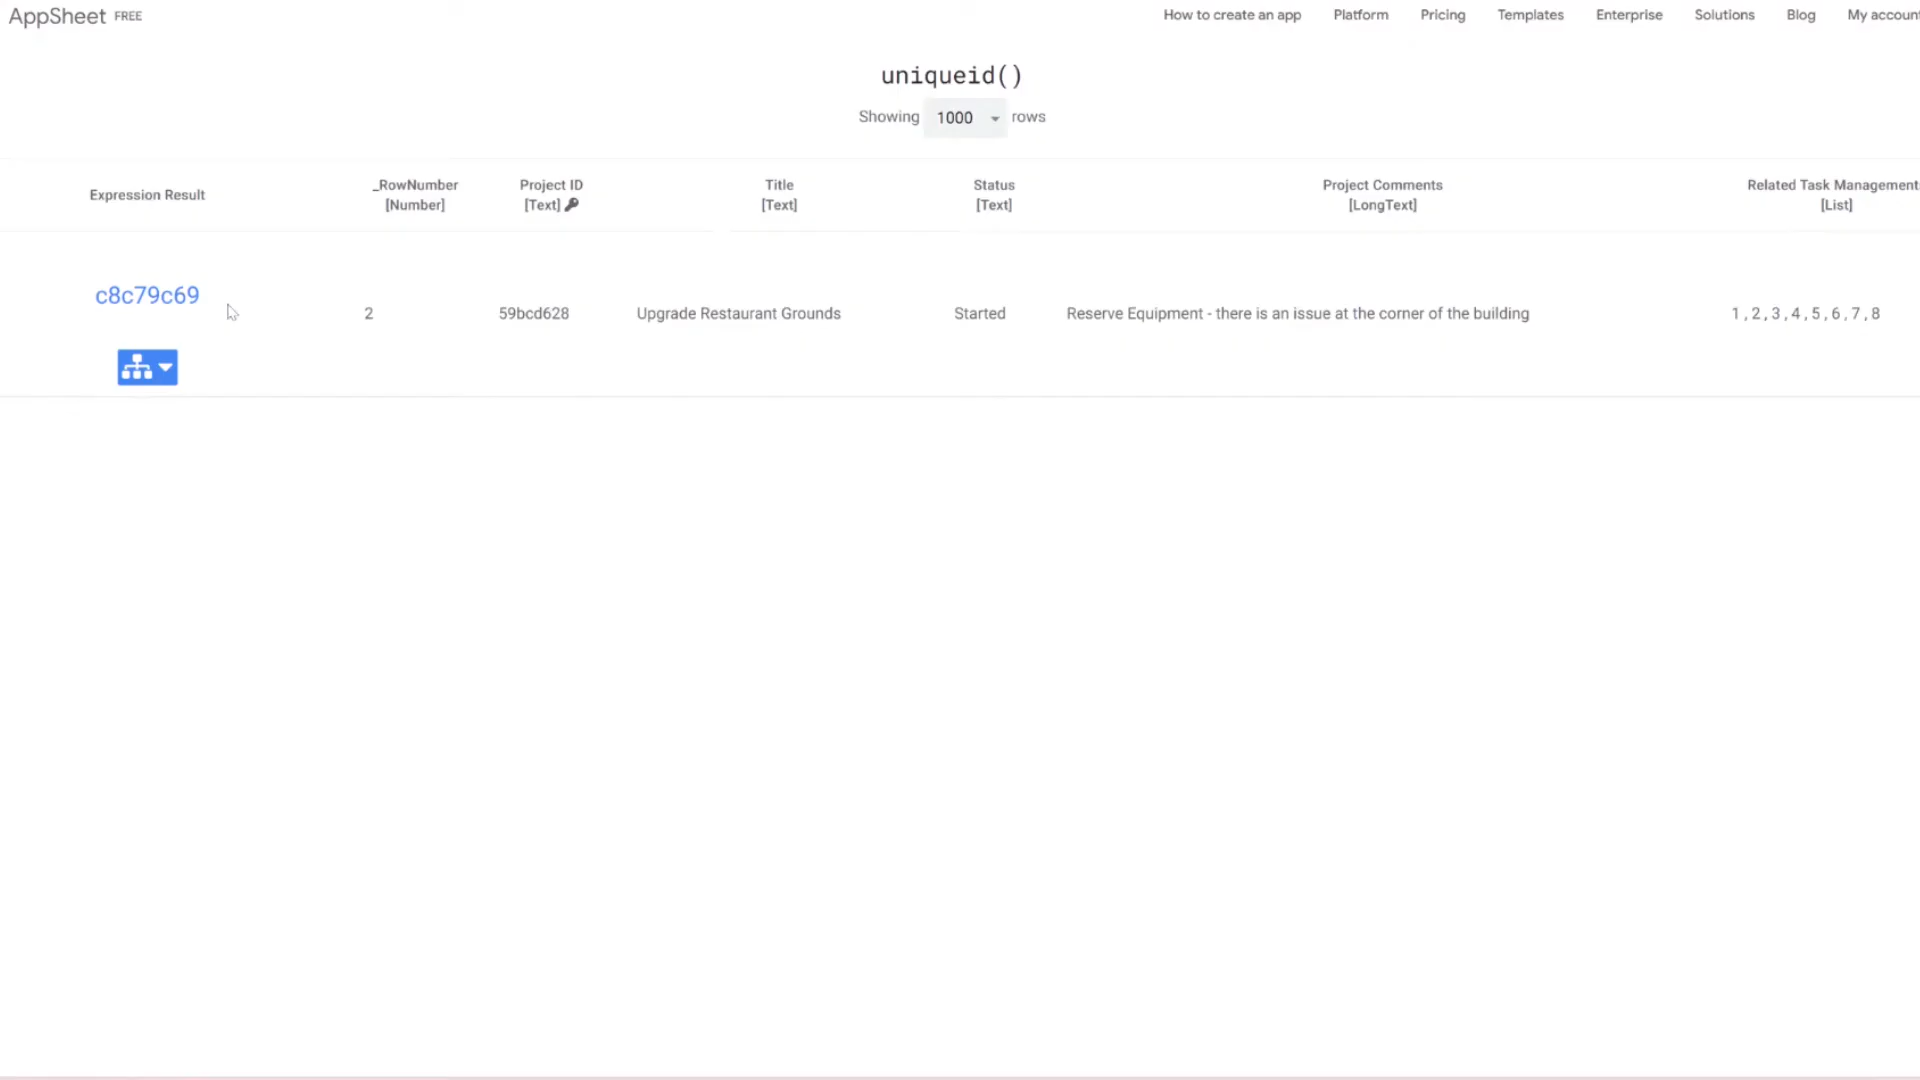 AppSheet FREE
How to create an app Platform Pricing Templates Enterprise Solutions Blog My account
uniqueid()
Showing 1000 rows
Expression Result
_RowNumber
[Number]
Project ID
[Text]
Title
[Text]
Status
[Text]
Project Comments
[LongText]
Related Task Management
[List]
c8c79c69
2 59bcd628 Upgrade Restaurant Grounds Started Reserve Equipment - there is an issue at the corner of the building 1 , 2 , 3 , 4 , 5 , 6 , 7 , 8